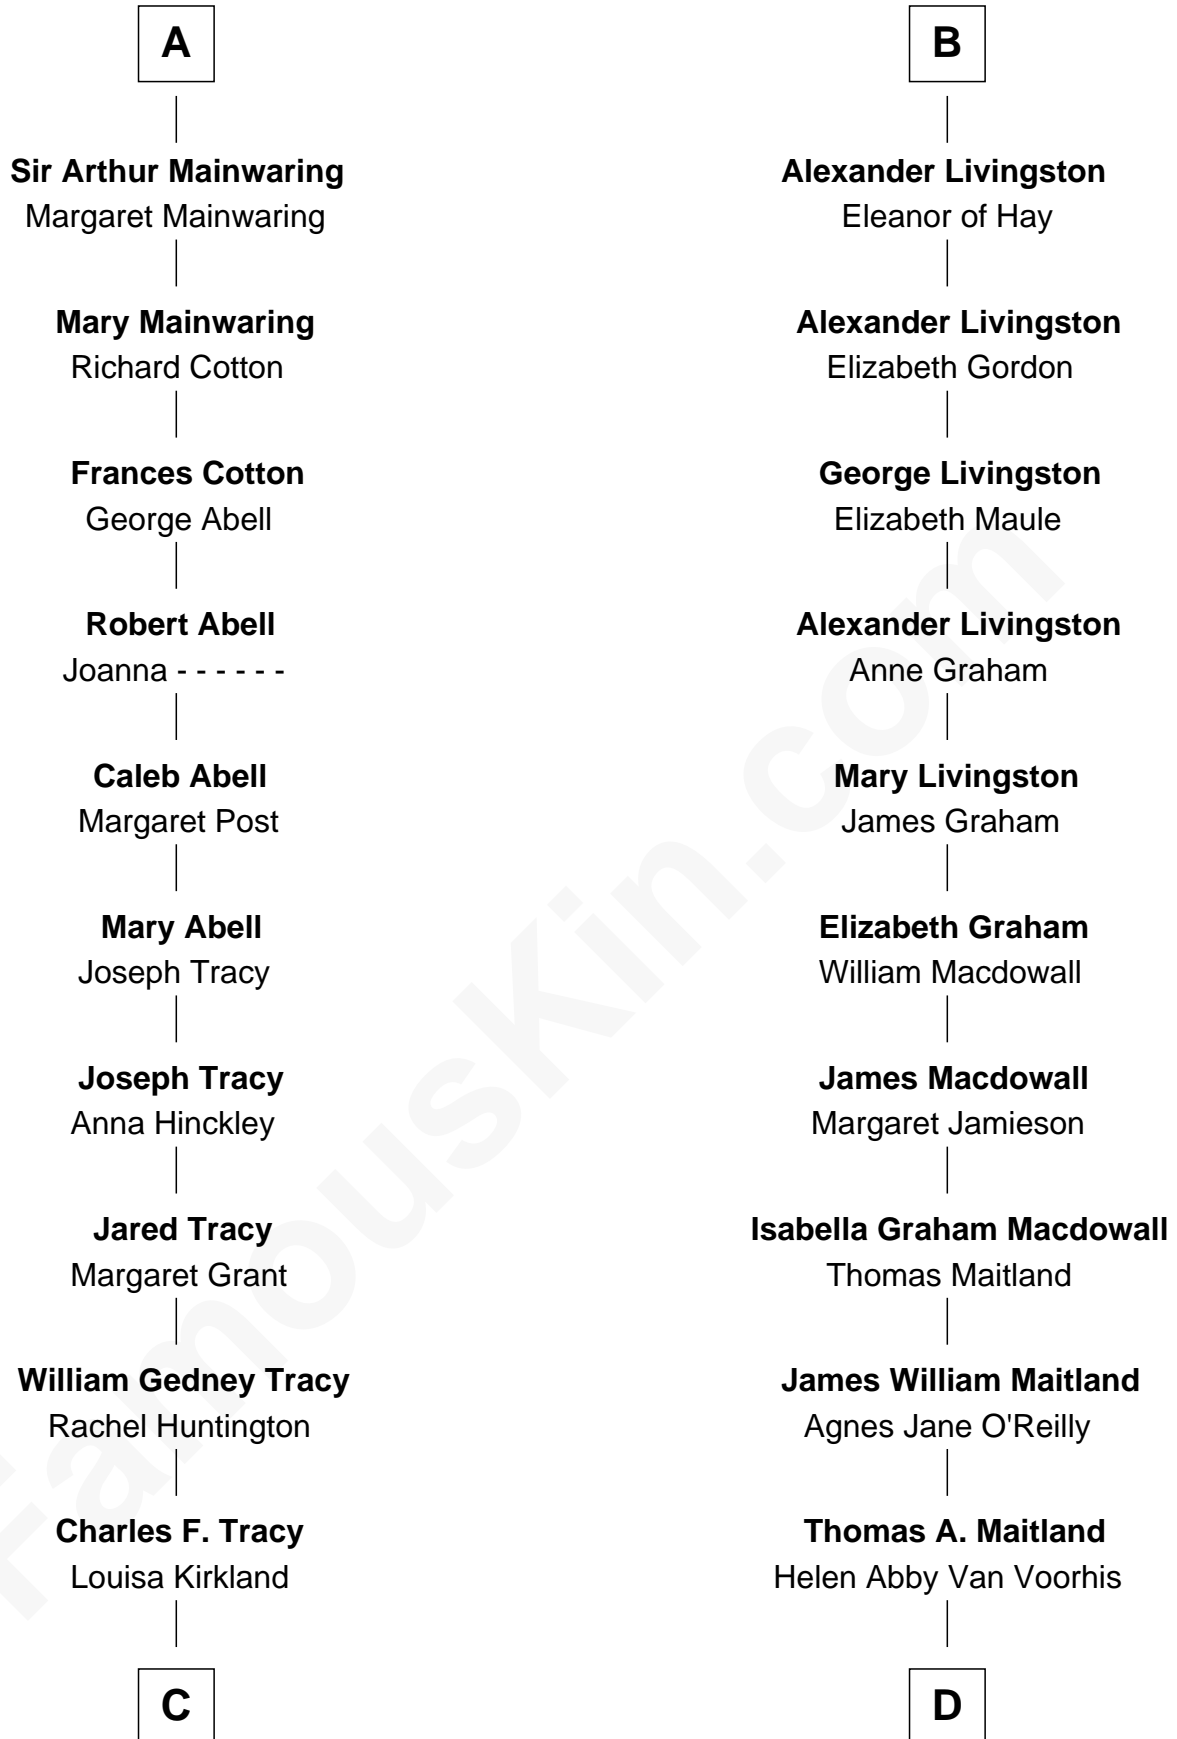 A
Sir Arthur Mainwaring
Margaret Mainwaring
Mary Mainwaring
Richard Cotton
Frances Cotton
George Abell
Robert Abell
Joanna - - - - - -
Caleb Abell
Margaret Post
Mary Abell
Joseph Tracy
Joseph Tracy
Anna Hinckley
Jared Tracy
Margaret Grant
William Gedney Tracy
Rachel Huntington
Charles F. Tracy
Louisa Kirkland
C
B
Alexander Livingston
Eleanor of Hay
Alexander Livingston
Elizabeth Gordon
George Livingston
Elizabeth Maule
Alexander Livingston
Anne Graham
Mary Livingston
James Graham
Elizabeth Graham
William Macdowall
James Macdowall
Margaret Jamieson
Isabella Graham Macdowall
Thomas Maitland
James William Maitland
Agnes Jane O'Reilly
Thomas A. Maitland
Helen Abby Van Voorhis
D
FamousKin.com